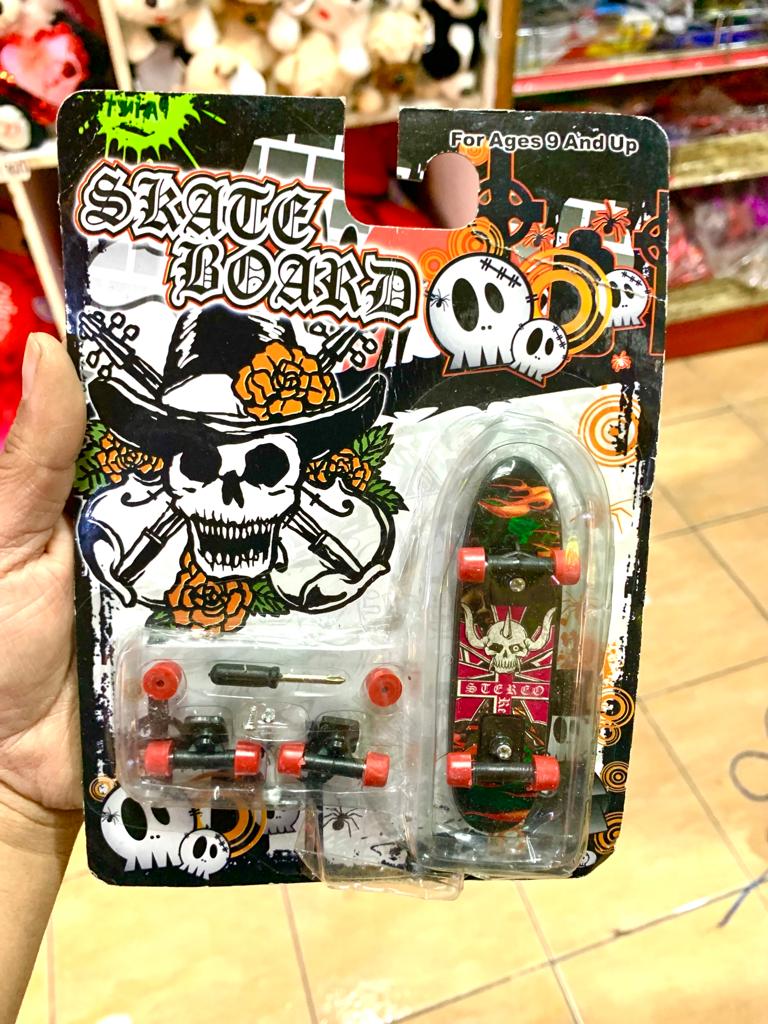 For Ages 9 And Up
SKATE
BOARD
STEREO